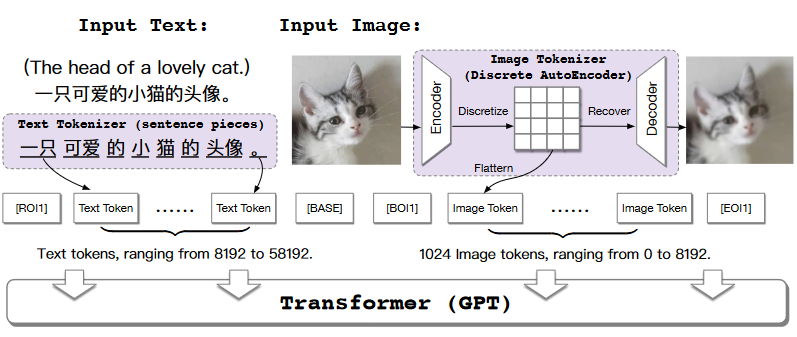 Input Text:
Input Image:
(The head of a lovely cat.)
一只可爱的小猫的头像。
Text Tokenizer (sentence pieces)
一只 可爱 的 小 猫 的 头像 。
Image Tokenizer
(Discrete AutoEncoder)
Encoder
Discretize
Recover
Decoder
Flattern
[ROI1]
Text Token
......
Text Token
[BASE]
[BOI1]
Image Token
......
Image Token
[EOI1]
Text tokens, ranging from 8192 to 58192.
1024 Image tokens, ranging from 0 to 8192.
Transformer (GPT)